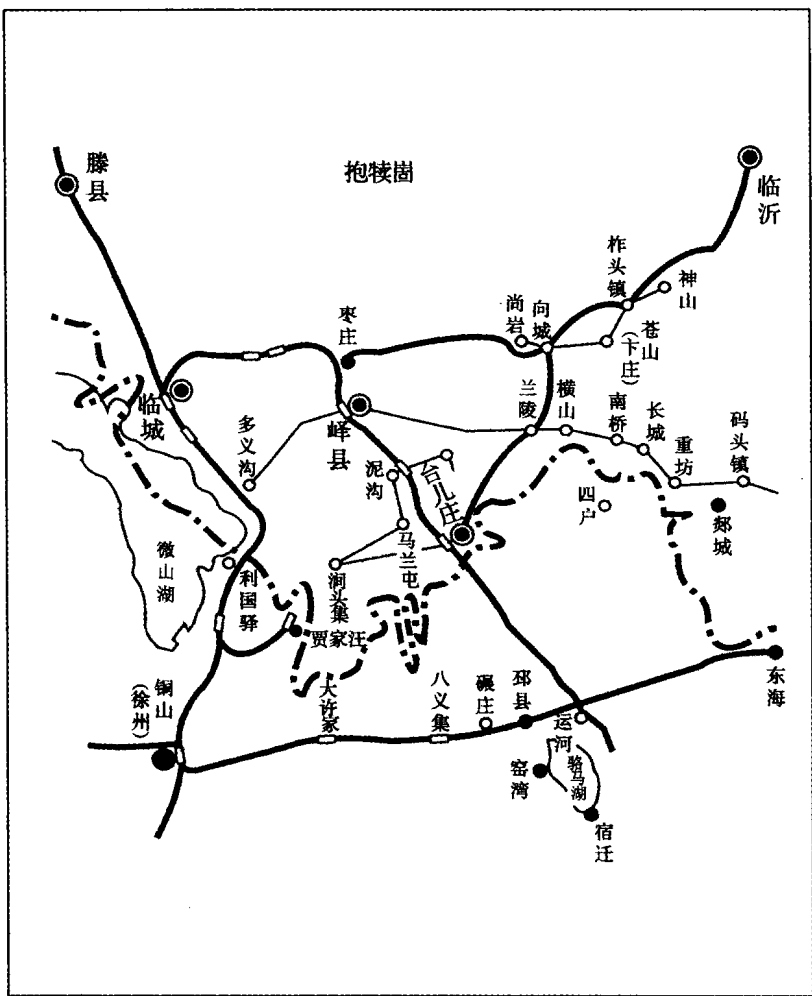 滕县
抱犊崮
临沂
柞头镇
神山
尚岩
向城
苍山
(卞庄)
枣庄
临城
多义沟
峄县
兰陵
横山
南桥
长城
重坊
码头镇
泥沟
台儿庄
四户
郯城
马兰屯
微山湖
利国驿
涧头集
贾家汪
铜山
(徐州)
大许家
八义集
碾庄
邳县
运河
东海
窑湾
骆马湖
宿迁